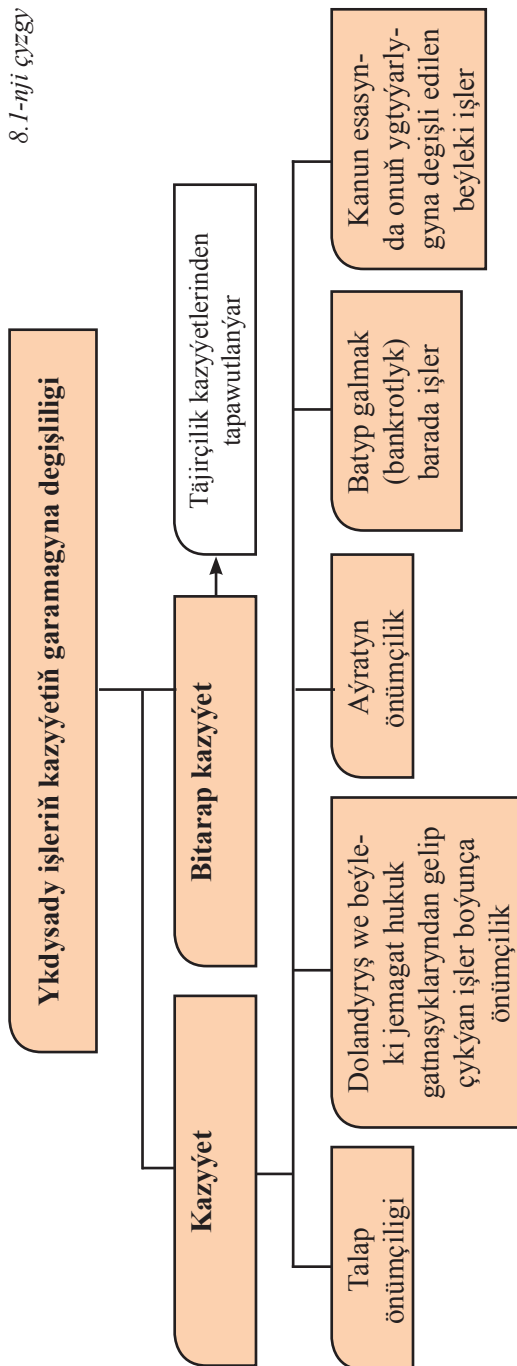 8.1-nji çyzgy
Ykdysady işleriň kazyýetiň garamagyna degişliligi
Kazyýet
Bitarap kazyýet
Täjirçilik kazyýetlerinden
tapawutlanýar
Talap
önümçiligi
Dolandyryş we beýle-
ki jemagat hukuk
gatnaşyklaryndan gelip
çykýan işler boýunça
önümçilik
Aýratyn
önümçilik
Batyp galmak
(bankrotlyk)
barada işler
Kanun esasyn-
da onuň ygtyýarly-
gyna degişli edilen
beýleki işler